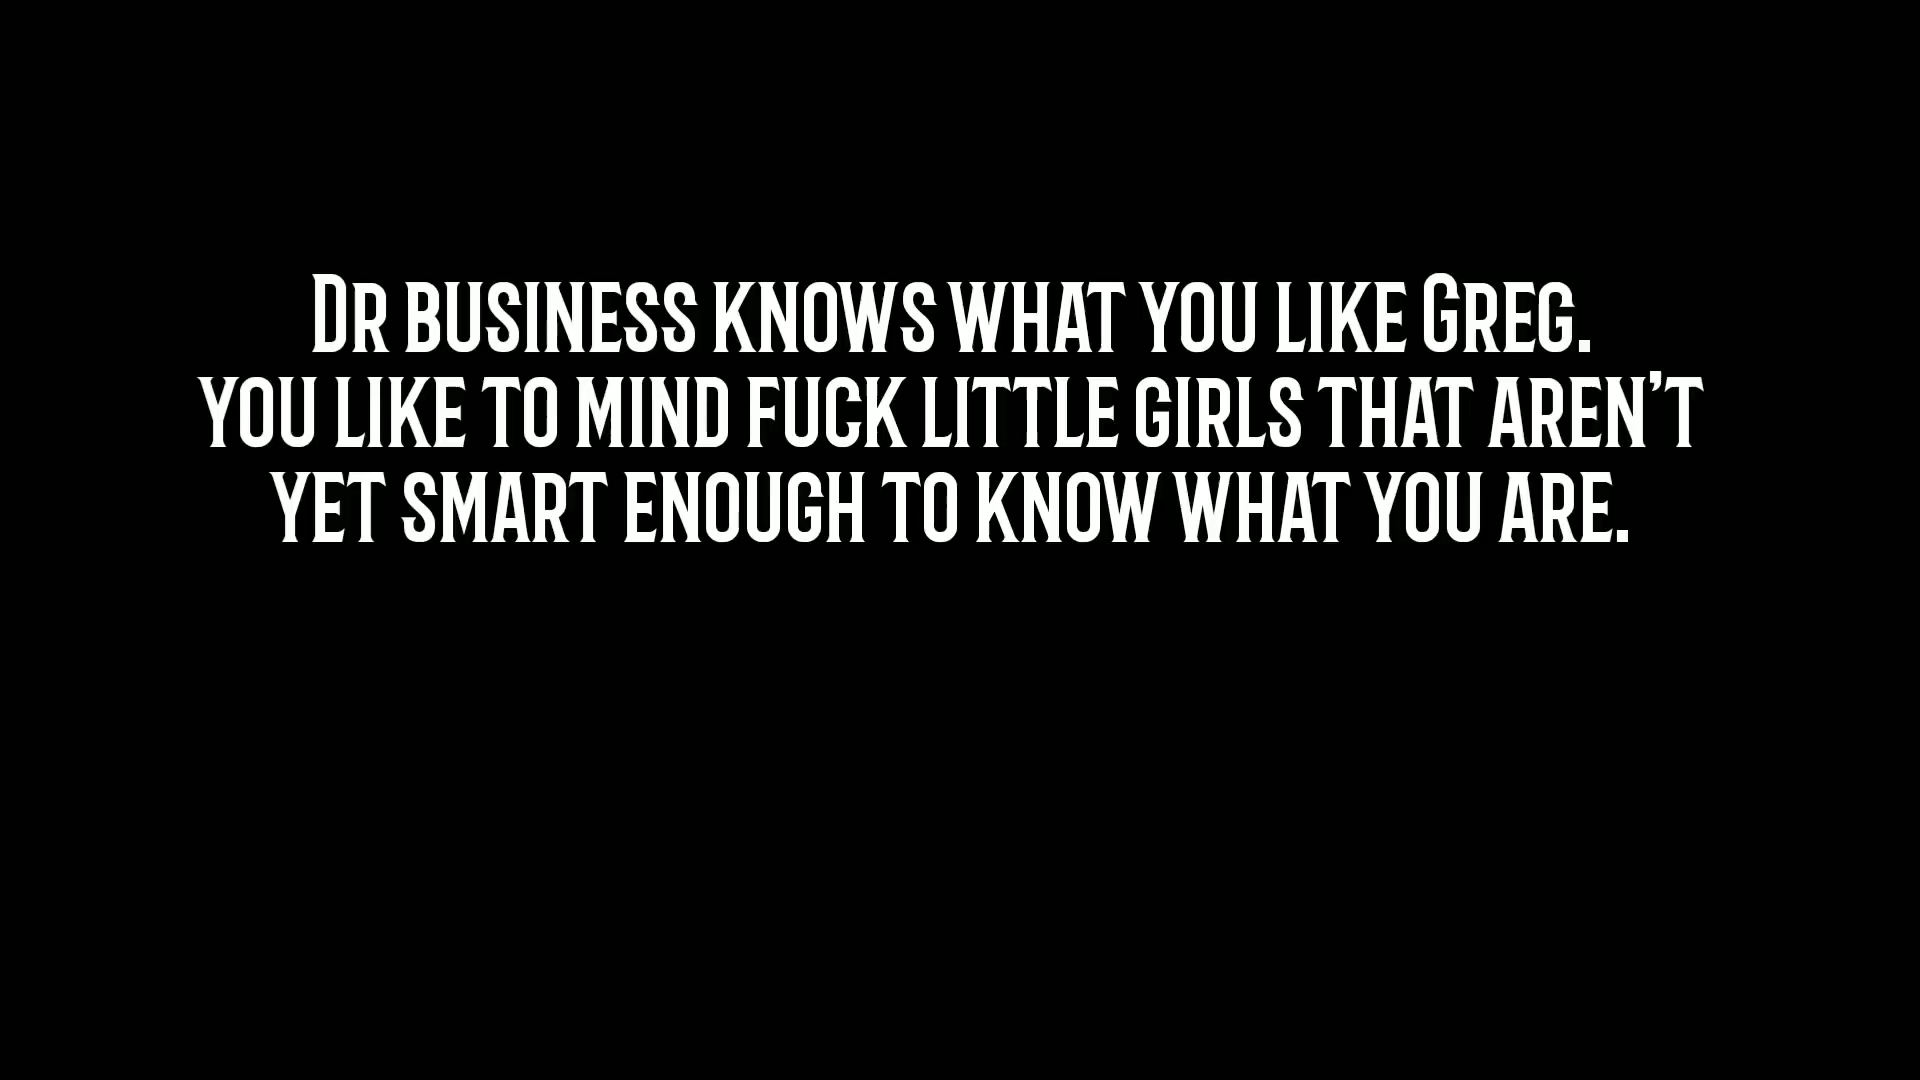 Dr business knows what you like Greg.
you like to mind fuck little girls that aren't
yet smart enough to know what you are.